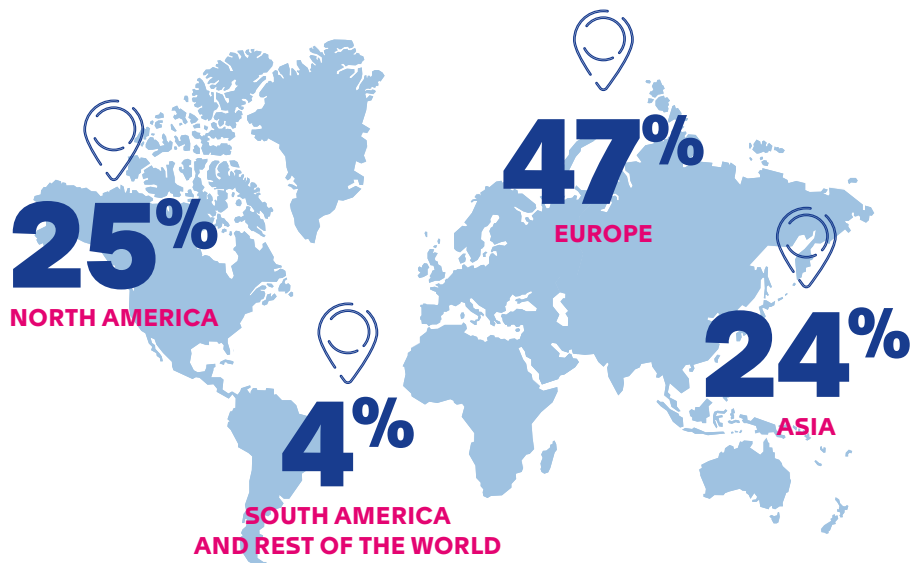 47%
EUROPE
25%
NORTH AMERICA
24%
ASIA
4%
SOUTH AMERICA
AND REST OF THE WORLD